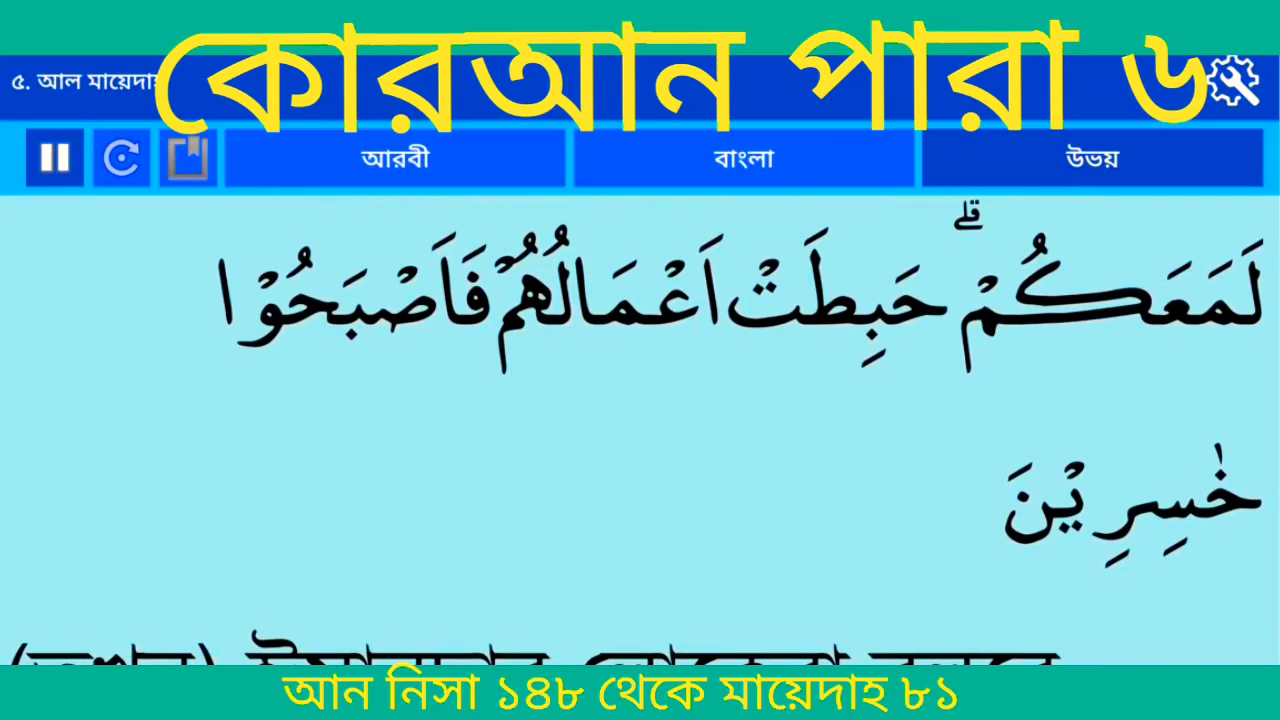 কোরআন পারা ৬
৫. আল মায়েদাহ
আরবী বাংলা উভয়
لَمَعَكُمْ ۗ حَبِطَتْ اَعْمَالُهُمْ فَاَصْبَحُوْا
خٰسِرِيْنَ
আন নিসা ১৪৮ থেকে মায়েদাহ ৮১